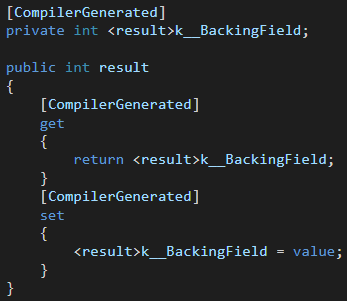 [CompilerGenerated]
private int <result>k__BackingField;
public int result
{
[CompilerGenerated]
get
{
return <result>k__BackingField;
}
[CompilerGenerated]
set
{
<result>k__BackingField = value;
}
}